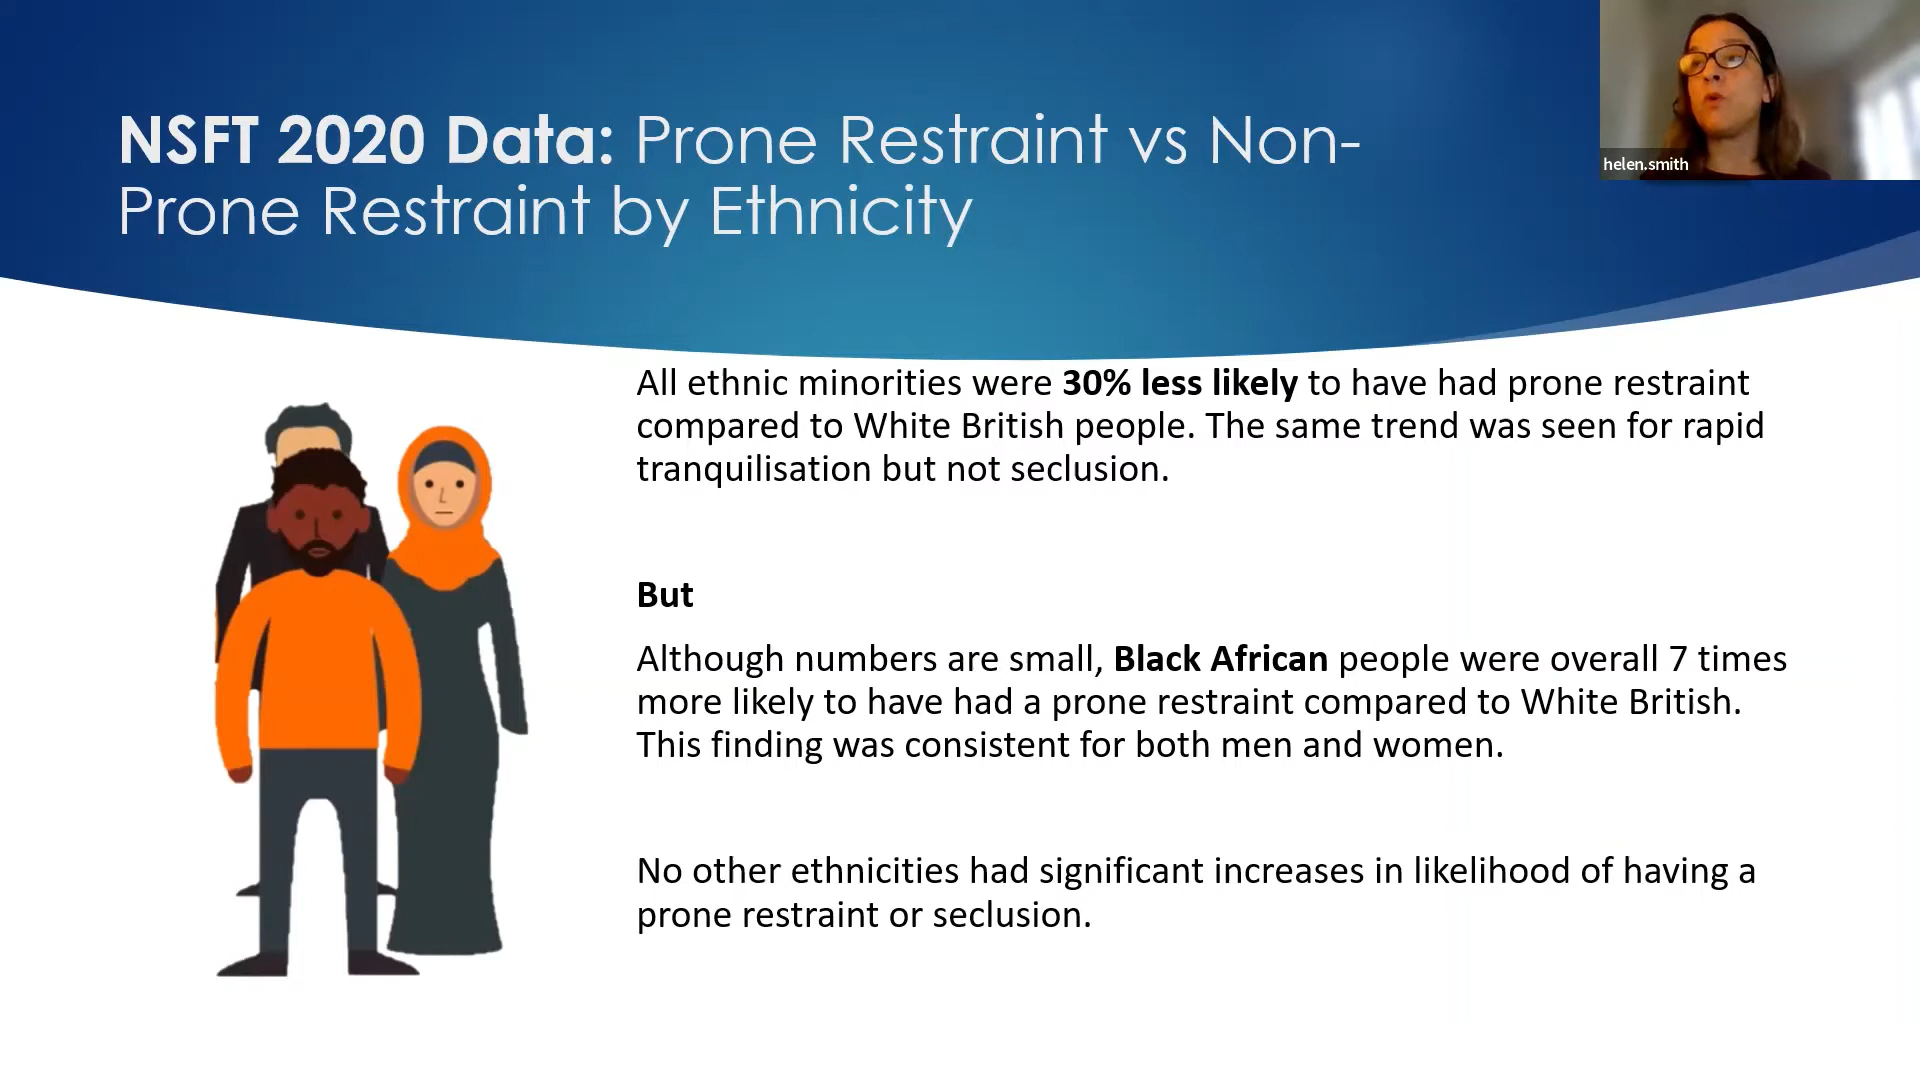 NSFT 2020 Data: Prone Restraint vs Non-
Prone Restraint by Ethnicity
helen.smith
All ethnic minorities were 30% less likely to have had prone restraint
compared to White British people. The same trend was seen for rapid
tranquilisation but not seclusion.
But
Although numbers are small, Black African people were overall 7 times
more likely to have had a prone restraint compared to White British.
This finding was consistent for both men and women.
No other ethnicities had significant increases in likelihood of having a
prone restraint or seclusion.